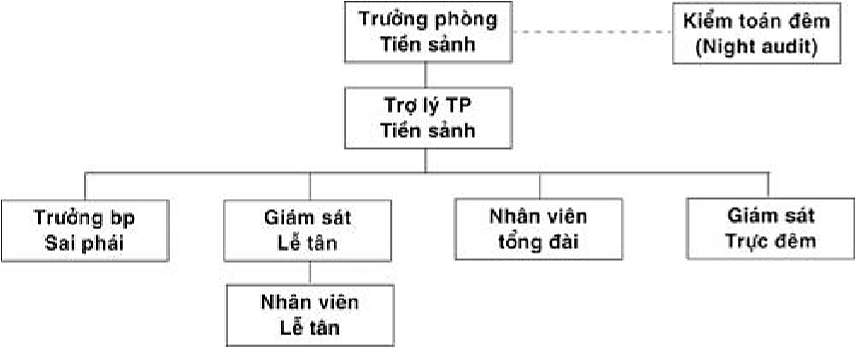 Trưởng phòng
Tiền sảnh
Kiểm toán đêm
(Night audit)
Trợ lý TP
Tiền sảnh
Trưởng bp
Sai phái
Giám sát
Lễ tân
Nhân viên
tổng đài
Giám sát
Trực đêm
Nhân viên
Lễ tân